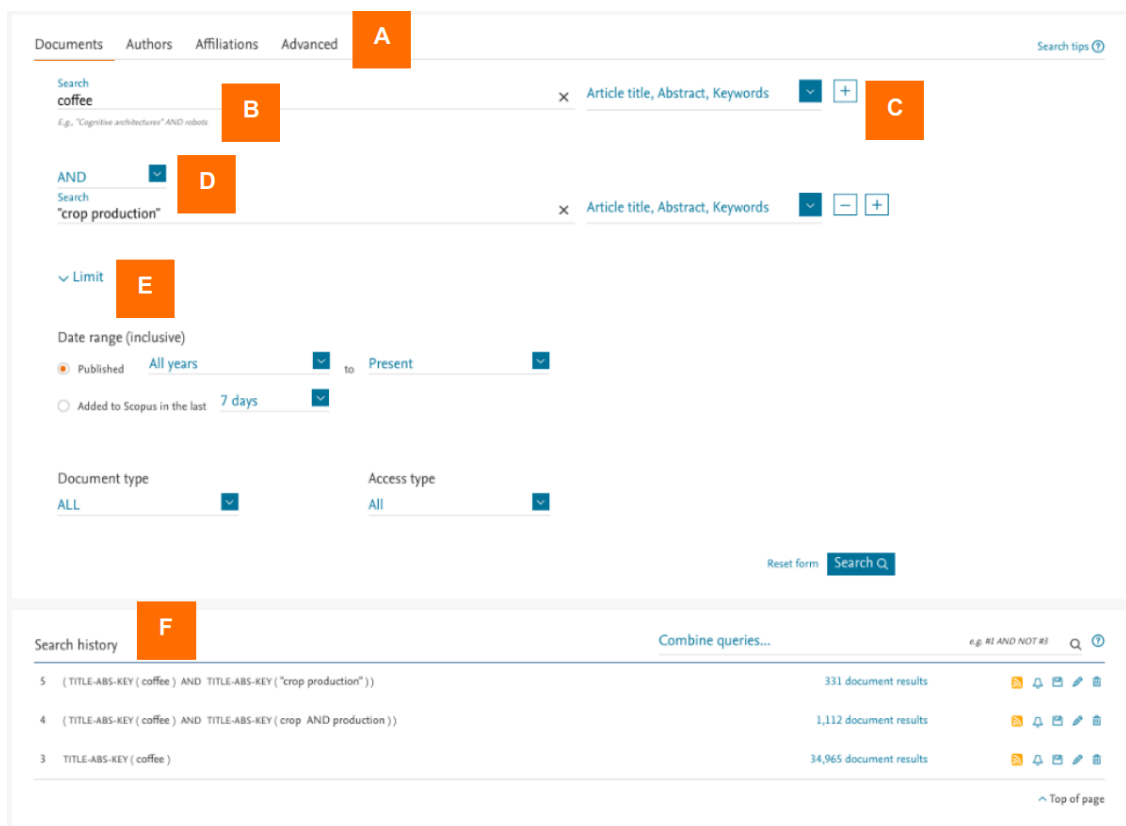 Documents Authors Affiliations Advanced A
Search tips ?
Search
coffee B
Article title, Abstract, Keywords + C
E.g., "Cognitive architectures" AND robots
AND D
Search
"crop production"
Article title, Abstract, Keywords - +
Limit E
Date range (inclusive)
Published All years to Present
Added to Scopus in the last 7 days
Document type Access type
ALL All
Reset form Search
Search history F Combine queries... e.g. #1 AND NOT #3 ?
5 ( TITLE-ABS-KEY ( coffee ) AND TITLE-ABS-KEY ( "crop production" ) ) 331 document results
4 ( TITLE-ABS-KEY ( coffee ) AND TITLE-ABS-KEY ( crop AND production ) ) 1,112 document results
3 TITLE-ABS-KEY ( coffee ) 34,965 document results
Top of page